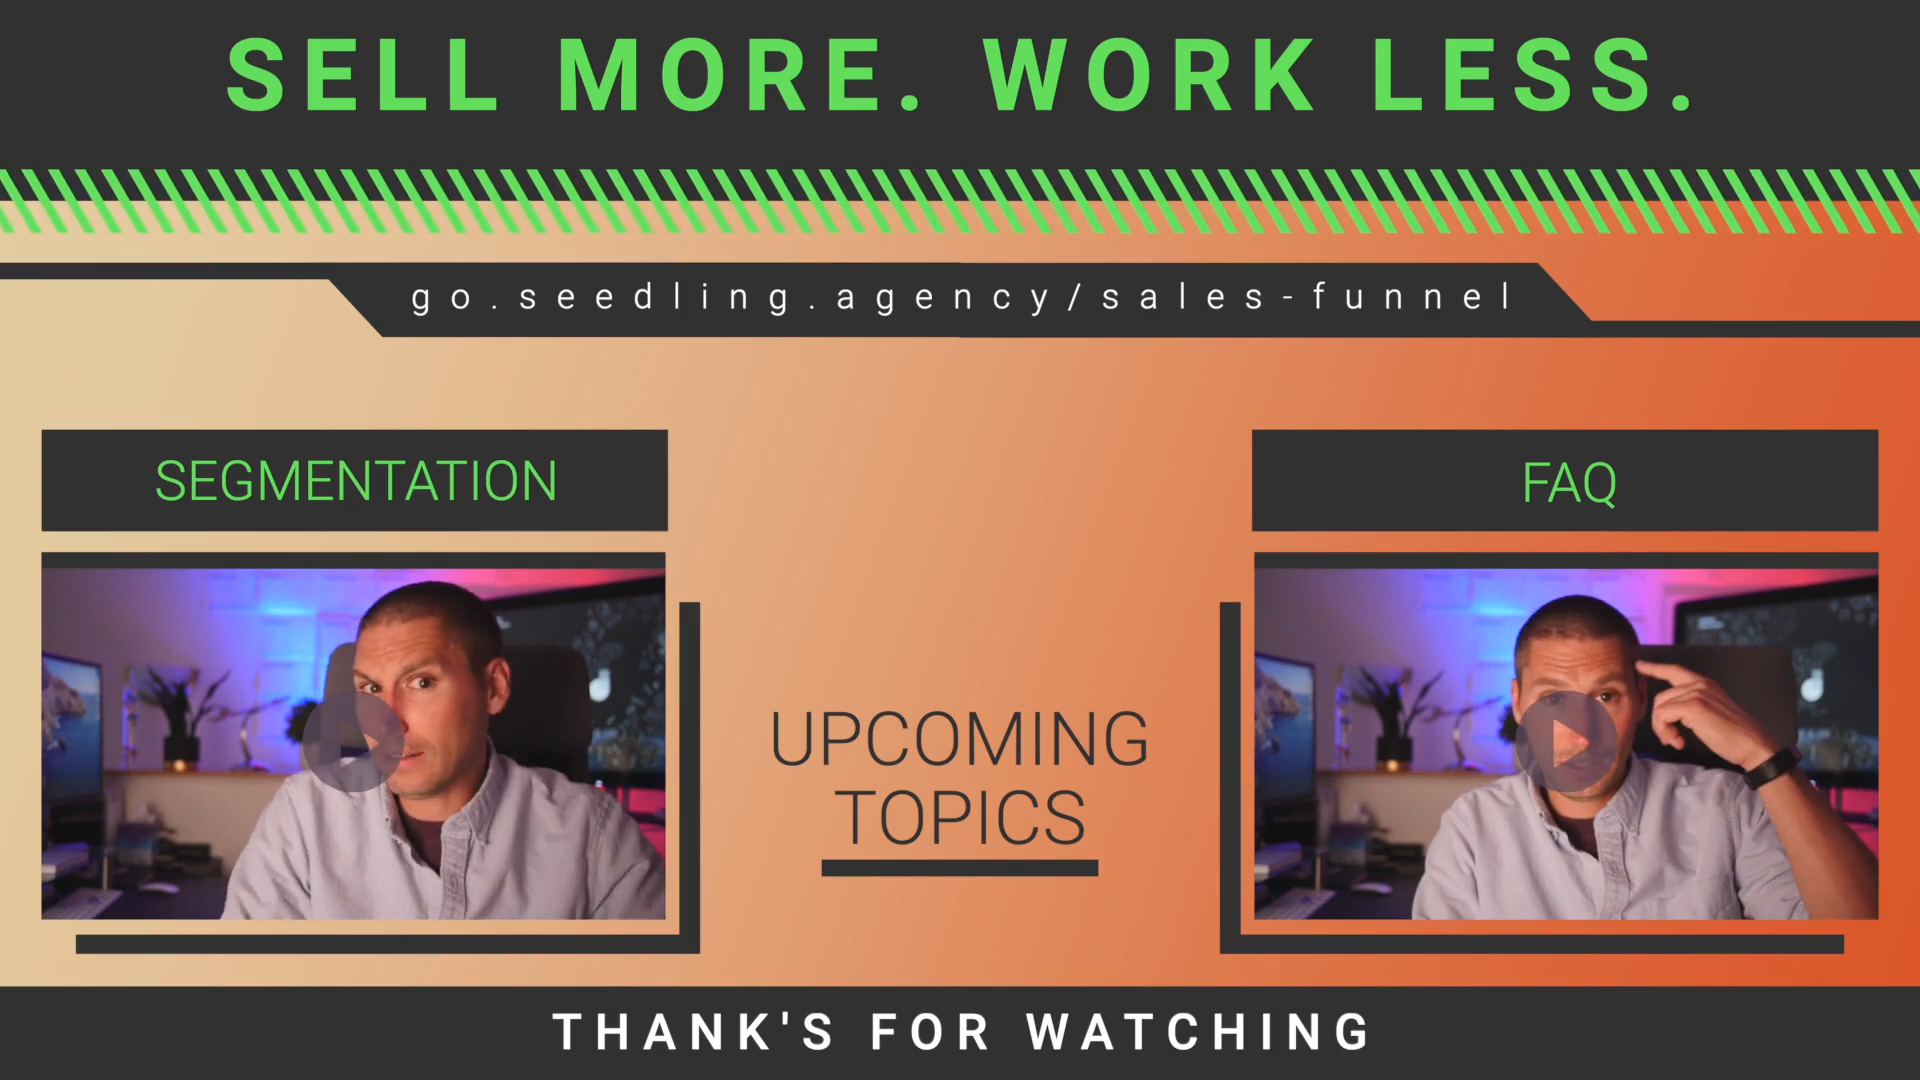 SELL MORE. WORK LESS.
go.seedling.agency/sales-funnel
SEGMENTATION
FAQ
UPCOMING
TOPICS
THANK'S FOR WATCHING